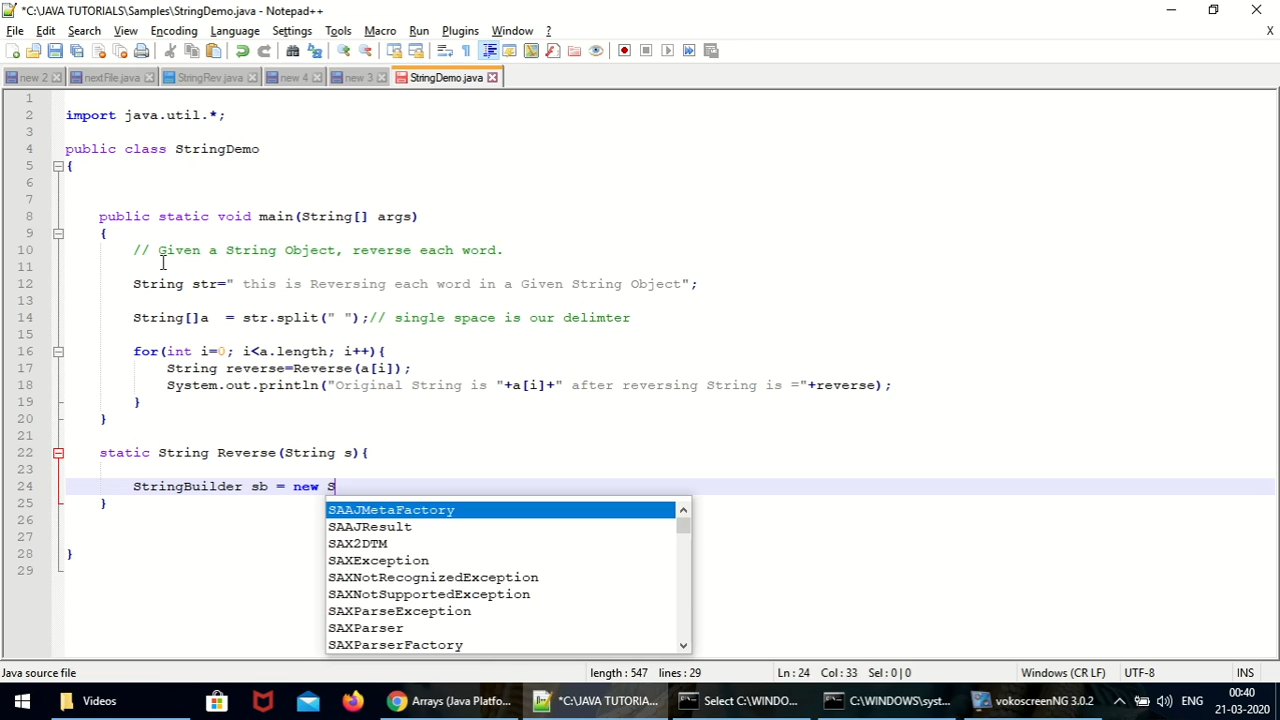 *C:\JAVA TUTORIALS\Samples\StringDemo.java - Notepad++
File Edit Search View Encoding Language Settings Tools Macro Run Plugins Window ?
X
new 2 nextFile.java StringRev.java new 4 new 3 StringDemo.java
1
2 import java.util.*;
3
4 public class StringDemo
5 {
6
7
8 public static void main(String[] args)
9 {
10 // Given a String Object, reverse each word.
11
12 String str=" this is Reversing each word in a Given String Object";
13
14 String[]a  = str.split(" ");// single space is our delimter
15
16 for(int i=0; i<a.length; i++){
17 String reverse=Reverse(a[i]);
18 System.out.println("Original String is "+a[i]+" after reversing String is ="+reverse);
19 }
20 }
21
22 static String Reverse(String s){
23
24 StringBuilder sb = new S
25 }
26
27
28 }
29
SAAJMetaFactory
SAAJResult
SAX2DTM
SAXException
SAXNotRecognizedException
SAXNotSupportedException
SAXParseException
SAXParser
SAXParserFactory
Java source file length : 547 lines : 29 Ln : 24 Col : 33 Sel : 0 | 0 Windows (CR LF) UTF-8 INS
Videos Arrays (Java Platfo... *C:\JAVA TUTORIA... Select C:\WINDO... C:\WINDOWS\syst... vokoscreenNG 3.0.2 ENG 00:40
21-03-2020